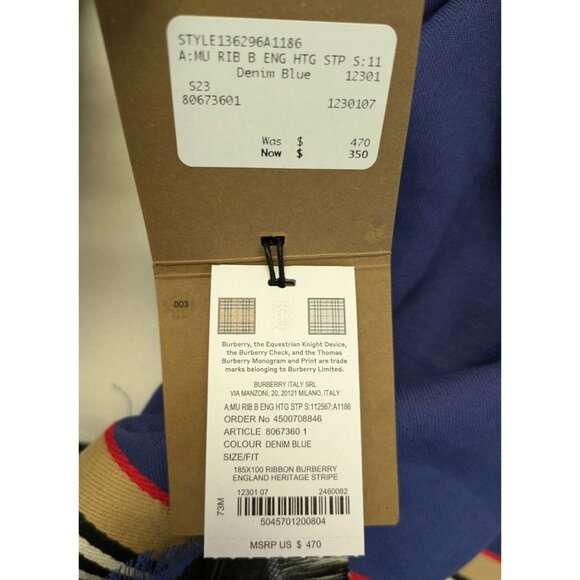 STYLE136296A1186
A:MU RIB B ENG HTG STP S:11
Denim Blue 12301
S23
80673601 1230107
Was $ 470
Now $ 350
003
Burberry, the Equestrian Knight Device,
the Burberry Check, and the Thomas
Burberry Monogram and Print are trade
marks belonging to Burberry Limited.
BURBERRY ITALY SRL
VIA MANZONI, 20, 20121 MILANO, ITALY
A:MU RIB B ENG HTG STP S:112567:A1186
ORDER No 4500708846
ARTICLE 8067360 1
COLOUR DENIM BLUE
SIZE/FIT
185X100 RIBBON BURBERRY
ENGLAND HERITAGE STRIPE
12301 07 2460082
73M
5045701200804
MSRP US $ 470